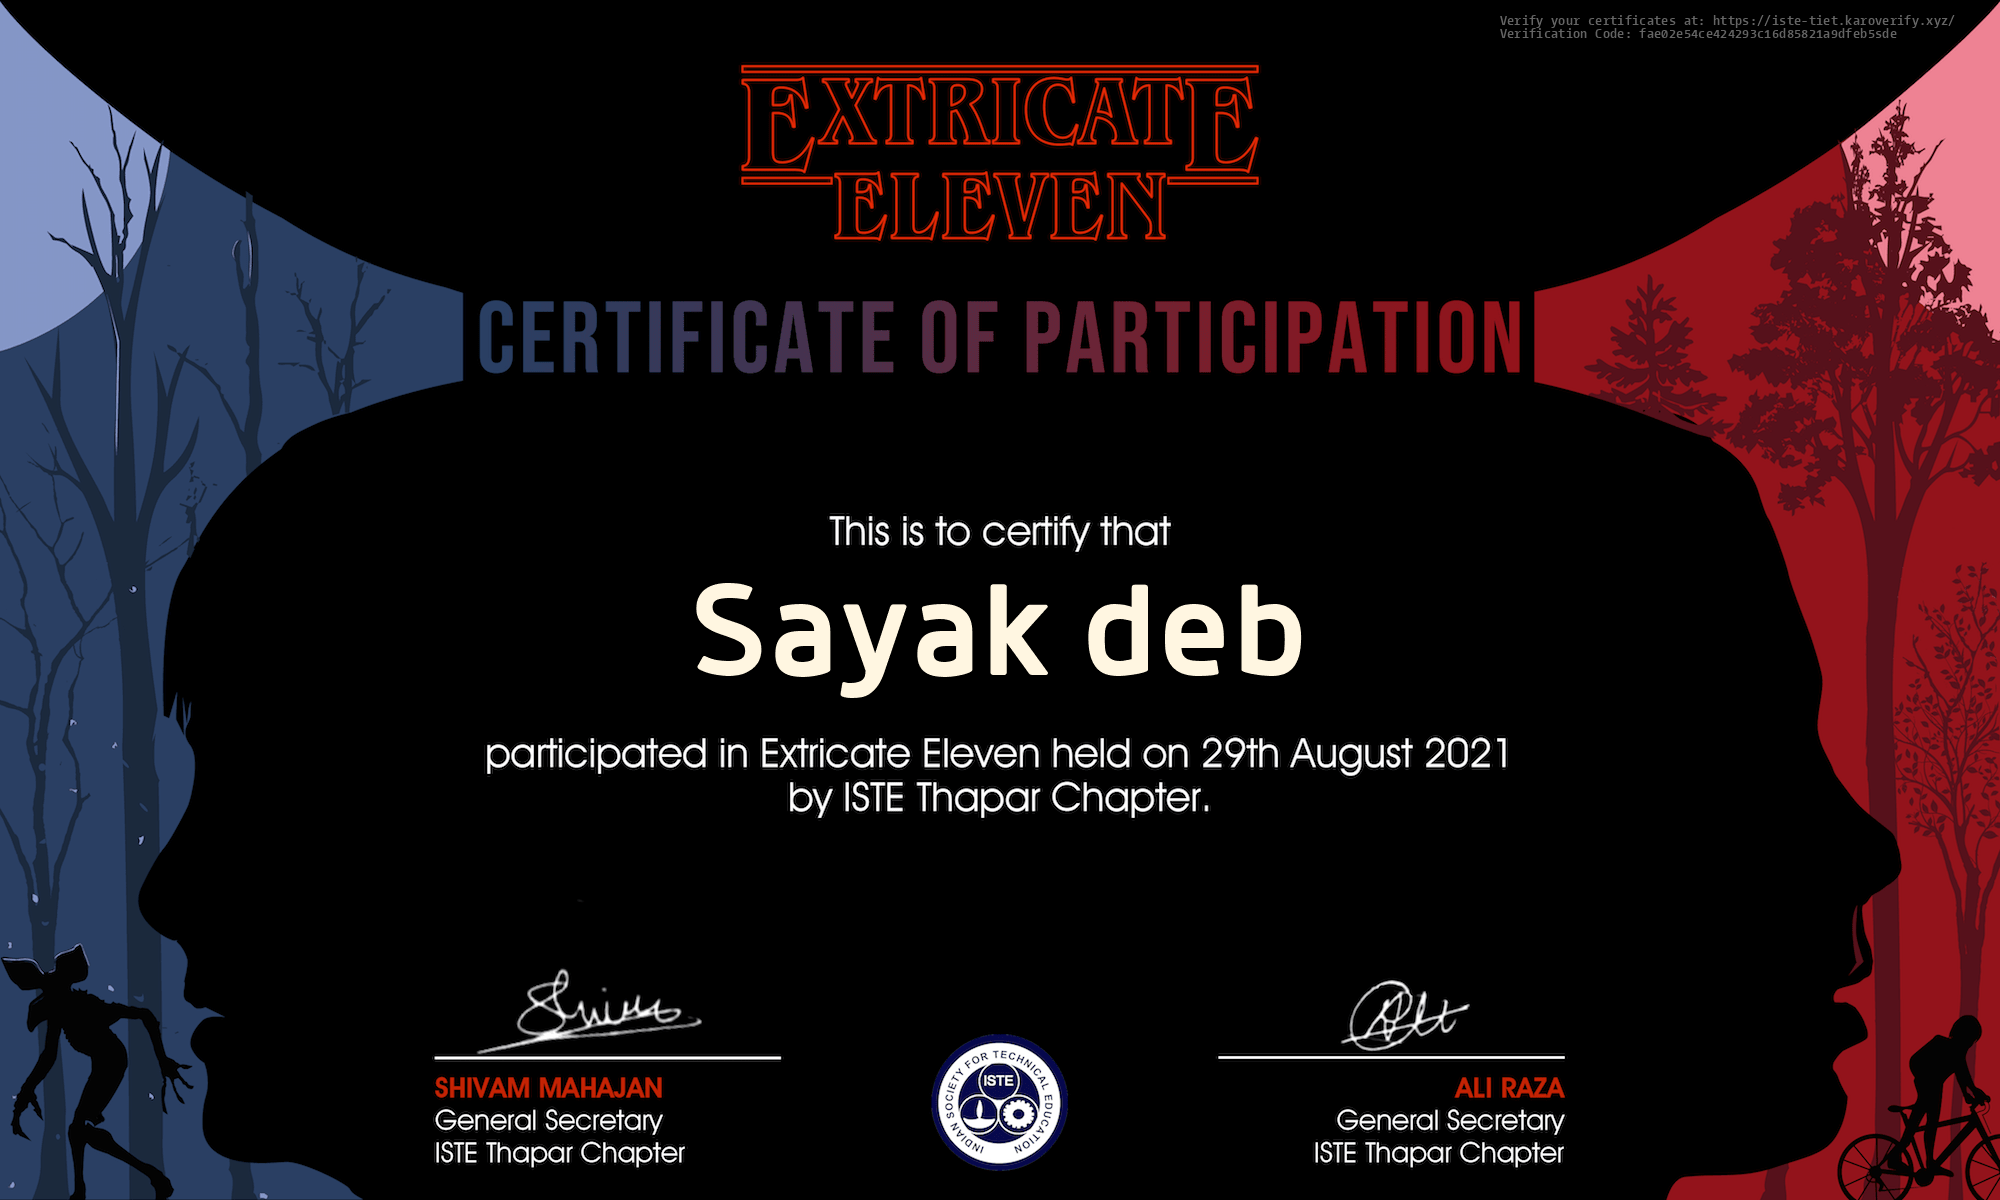 Verify your certificates at: https://iste-tiet.karoverify.xyz/
Verification Code: fae02e54ce424293c16d85821a9dfeb5sde
EXTRICATE
ELEVEN
CERTIFICATE OF PARTICIPATION
This is to certify that
Sayak deb
participated in Extricate Eleven held on 29th August 2021
by ISTE Thapar Chapter.
SHIVAM MAHAJAN
General Secretary
ISTE Thapar Chapter
INDIAN SOCIETY FOR TECHNICAL EDUCATION
ISTE
ALI RAZA
General Secretary
ISTE Thapar Chapter